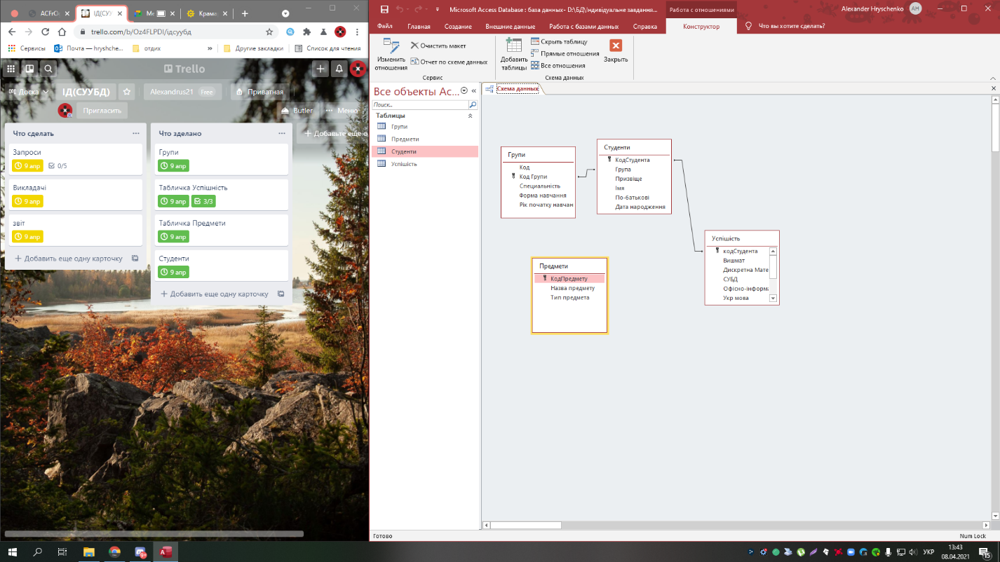 ACFrO
ІД(СУУБ
Me
Крама
trello.com/b/Oz4FLPDI/ідсуубд
Сервисы
Почта — hryshche...
отдих
»
Другие закладки
Список для чтения
Trello
Доска
ІД(СУУБД)
Alexandrus21 Free
Приватная
Пригласить
Butler
Меню
Что сделать
Запроси
9 апр
0/5
Викладачі
9 апр
звіт
9 апр
+ Добавить еще одну карточку
Что зделано
Групи
9 апр
Табличка Успішність
9 апр
3/3
Табличка Предмети
9 апр
Студенти
9 апр
+ Добавить еще одну карточку
+ Добавьте еще о
Microsoft Access Database : база данных- D:\БД\Індивідуальне завдання...
Работа с отношениями
Alexander Hryschenko
AH
Файл
Главная
Создание
Внешние данные
Работа с базами данных
Справка
Конструктор
Что вы хотите сделать?
Изменить отношения
Очистить макет
Отчет по схеме данных
Сервис
Добавить таблицы
Скрыть таблицу
Прямые отношения
Все отношения
Схема данных
Закрыть
Все объекты Ac...
«
Поиск...
Таблицы
Групи
Предмети
Студенти
Успішність
Схема данных
Групи
Код
Код Групи
Специальність
Форма навчання
Рік початку навчан
Студенти
КодСтудента
Група
Призвіще
Імя
По-батькові
Дата народження
Успішність
кодСтудента
Вишмат
Дискретна Мате
СУБД
Офісно-інформа
Укр мова
Предмети
КодПредмету
Назва предмету
Тип предмета
Готово
Num Lock
9+
УКР
13:43
08.04.2021
15